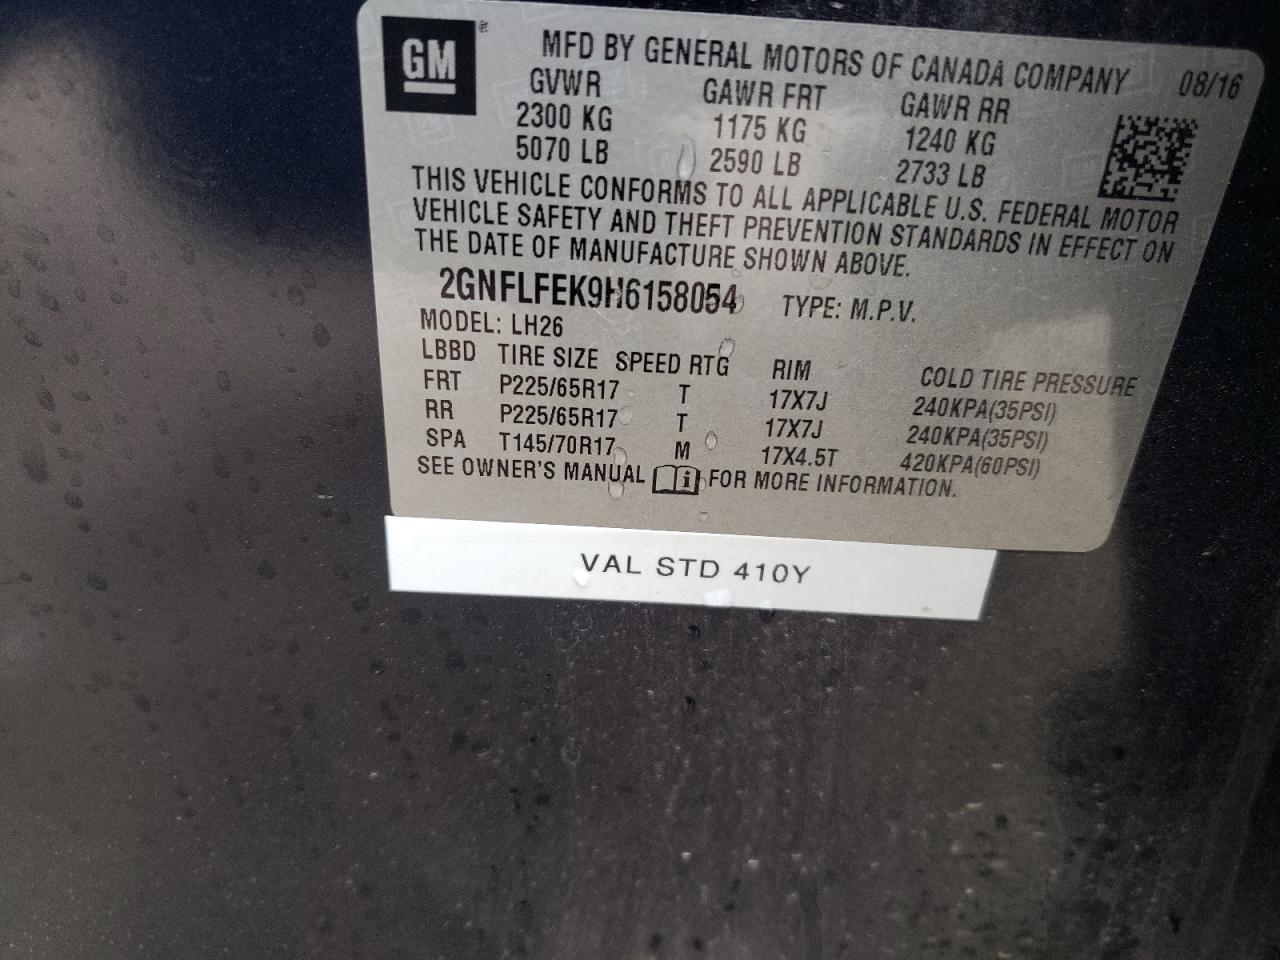 GM ®
MFD BY GENERAL MOTORS OF CANADA COMPANY 08/16
GVWR GAWR FRT GAWR RR
2300 KG 1175 KG 1240 KG
5070 LB 2590 LB 2733 LB
THIS VEHICLE CONFORMS TO ALL APPLICABLE U.S. FEDERAL MOTOR
VEHICLE SAFETY AND THEFT PREVENTION STANDARDS IN EFFECT ON
THE DATE OF MANUFACTURE SHOWN ABOVE.
2GNFLFEK9H6158054 TYPE: M.P.V.
MODEL: LH26
LBBD TIRE SIZE SPEED RTG RIM COLD TIRE PRESSURE
FRT P225/65R17 T 17X7J 240KPA(35PSI)
RR P225/65R17 T 17X7J 240KPA(35PSI)
SPA T145/70R17 M 17X4.5T 420KPA(60PSI)
SEE OWNER'S MANUAL i FOR MORE INFORMATION.
VAL STD 410Y